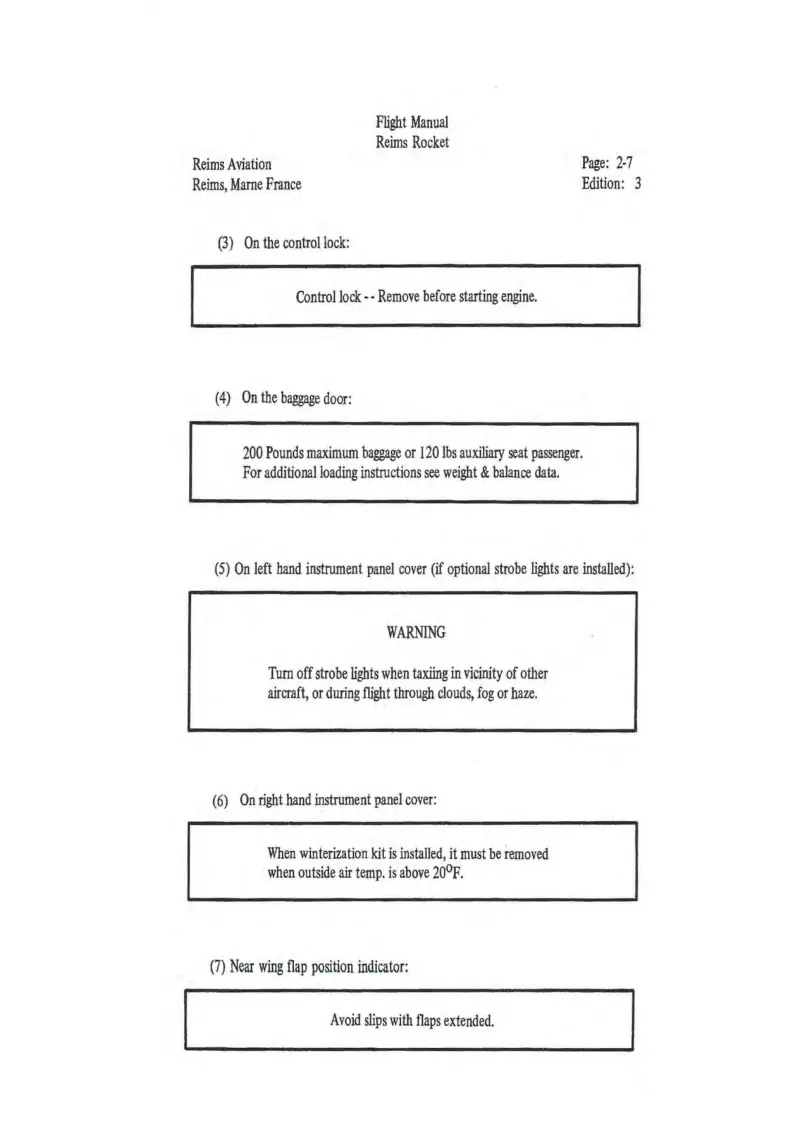 Flight Manual
Reims Rocket
Reims Aviation
Page: 2-7
Reims, Marne France
Edition: 3
(3) On the control lock:
Control lock - - Remove before starting engine.
(4) On the baggage door:
200 Pounds maximum baggage or 120 lbs auxiliary seat passenger.
For additional loading instructions see weight & balance data.
(5) On left hand instrument panel cover (if optional strobe lights are installed):
WARNING
Turn off strobe lights when taxiing in vicinity of other
aircraft, or during flight through clouds, fog or haze.
(6) On right hand instrument panel cover:
When winterization kit is installed, it must be removed
when outside air temp. is above 20°F.
(7) Near wing flap position indicator:
Avoid slips with flaps extended.